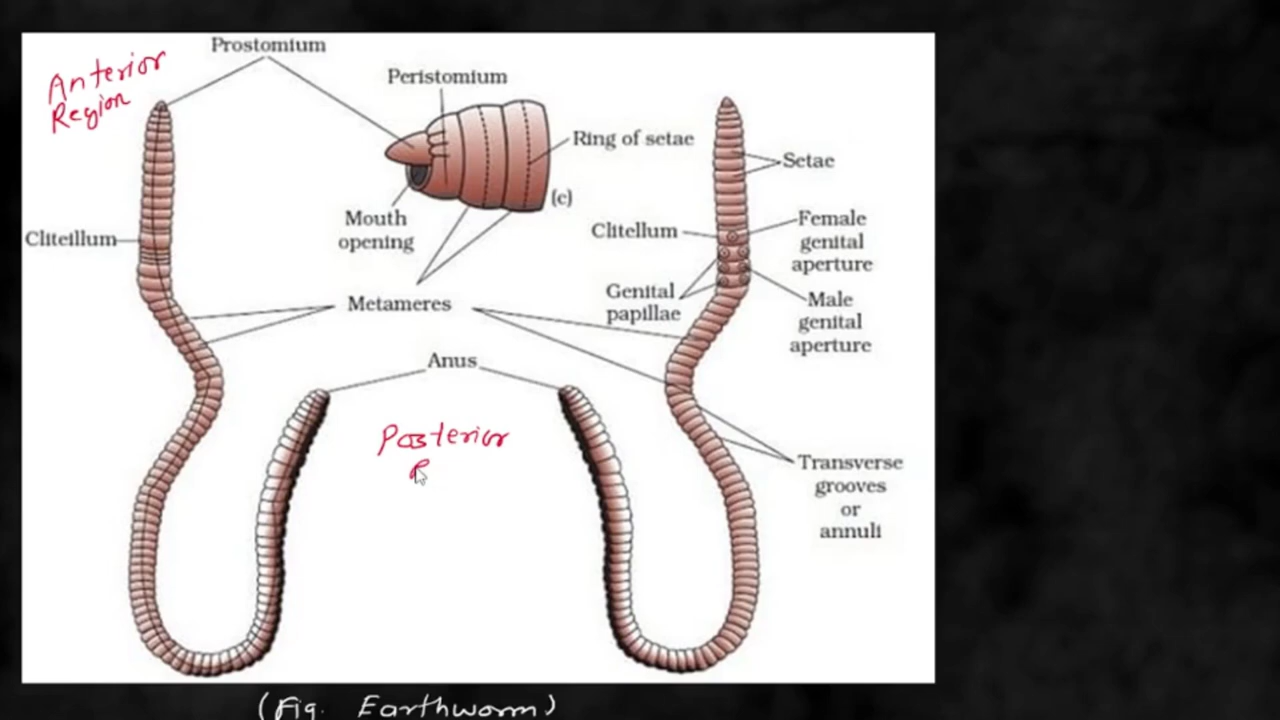 Prostomium
Anterior
Region
Peristomium
Ring of setae
(c)
Setae
Mouth
opening
Cliteillum
Clitellum
Female
genital
aperture
Genital
papillae
Metameres
Male
genital
aperture
Anus
Posterior
R
Transverse
grooves
or
annuli
(Fig. Earthworm)